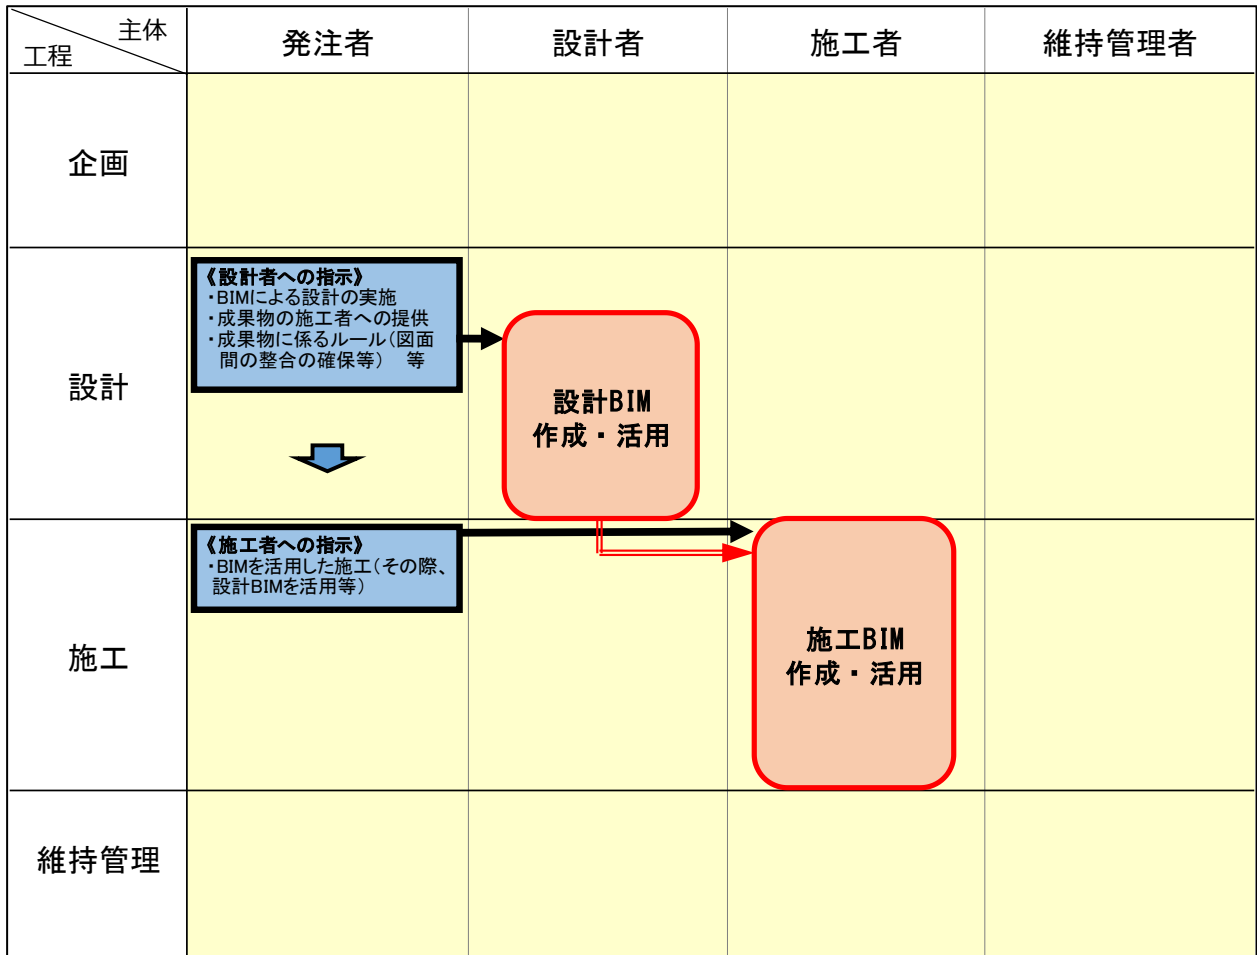 主体
工程
発注者
設計者
施工者
維持管理者
企画
設計
《設計者への指示》
・BIMによる設計の実施
・成果物の施工者への提供
・成果物に係るルール(図面
間の整合の確保等)　等
設計BIM
作成・活用
施工
《施工者への指示》
・BIMを活用した施工(その際、
設計BIMを活用等)
施工BIM
作成・活用
維持管理